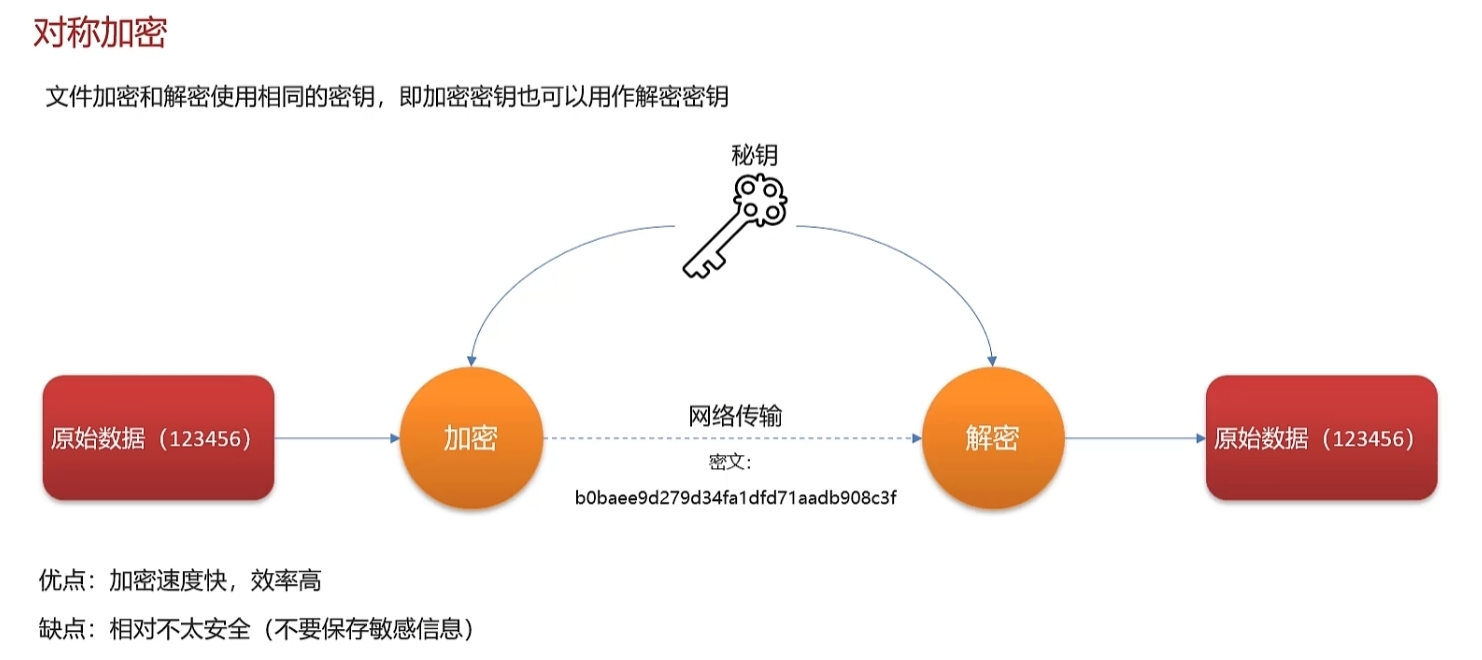 对称加密
文件加密和解密使用相同的密钥，即加密密钥也可以用作解密密钥
秘钥
原始数据（123456）
加密
网络传输
密文：
b0baee9d279d34fa1dfd71aadb908c3f
解密
原始数据（123456）
优点：加密速度快，效率高
缺点：相对不太安全（不要保存敏感信息）